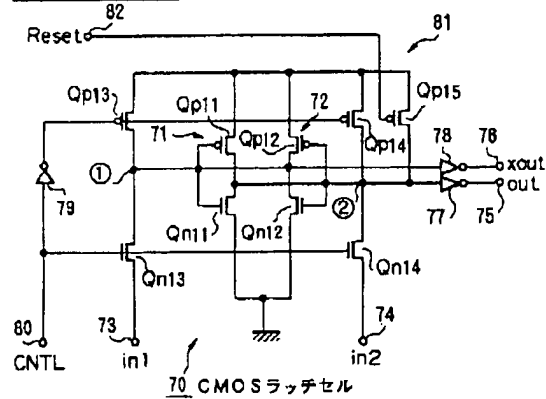 82
Reset
81
Qp13
Qp11
72
Qp15
71
Qp12
Qp14
78
76
xout
①
79
②
out
77
75
Qn11
Qn12
Qn13
Qn14
80
73
74
CNTL
in1
in2
70 CMOSラッチセル